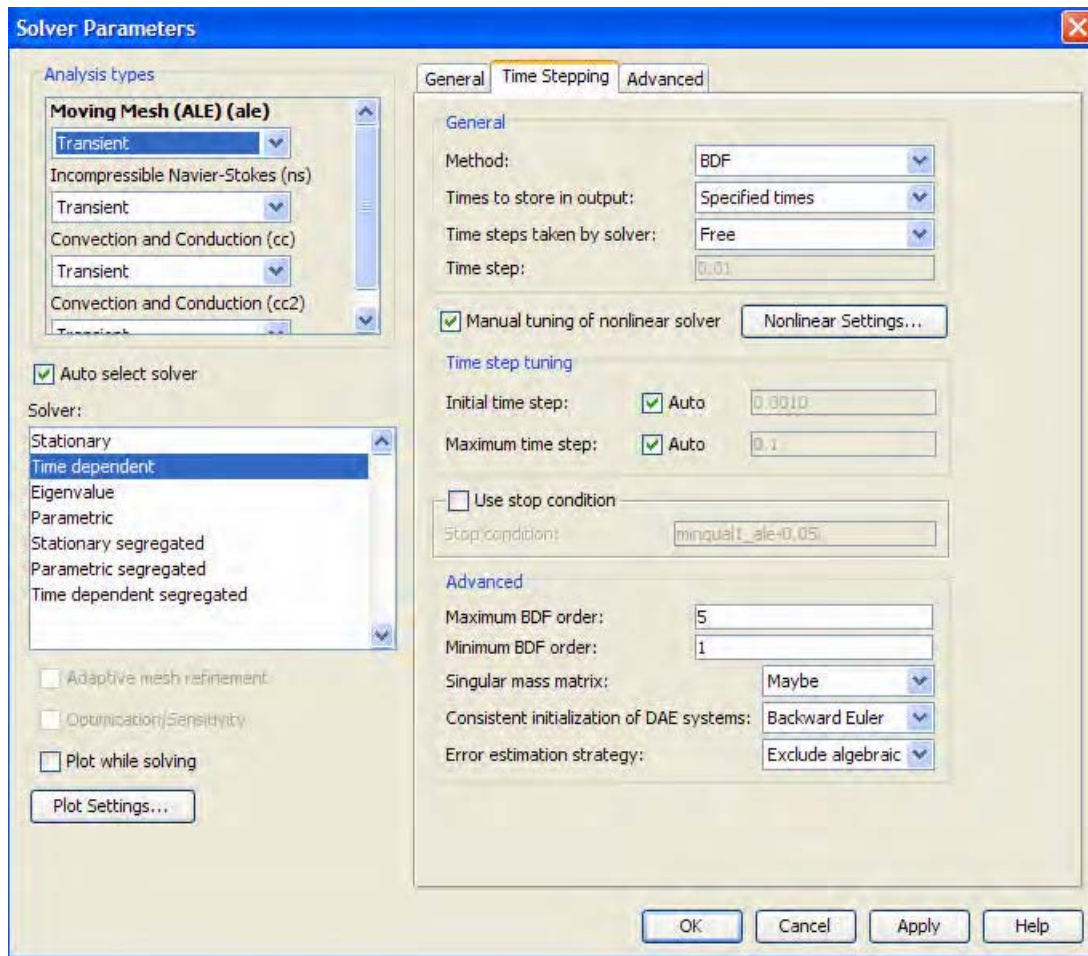 Solver Parameters
Analysis types
Moving Mesh (ALE) (ale)
Transient
Incompressible Navier-Stokes (ns)
Transient
Convection and Conduction (cc)
Transient
Convection and Conduction (cc2)
Transient
Auto select solver
Solver:
Stationary
Time dependent
Eigenvalue
Parametric
Stationary segregated
Parametric segregated
Time dependent segregated
Adaptive mesh refinement
Optimization/Sensitivity
Plot while solving
Plot Settings...
General Time Stepping Advanced
General
Method: BDF
Times to store in output: Specified times
Time steps taken by solver: Free
Time step: 0.01
Manual tuning of nonlinear solver Nonlinear Settings...
Time step tuning
Initial time step: Auto 0.0010
Maximum time step: Auto 0.1
Use stop condition
Stop condition: minqual1_ale-0.05
Advanced
Maximum BDF order: 5
Minimum BDF order: 1
Singular mass matrix: Maybe
Consistent initialization of DAE systems: Backward Euler
Error estimation strategy: Exclude algebraic
OK Cancel Apply Help